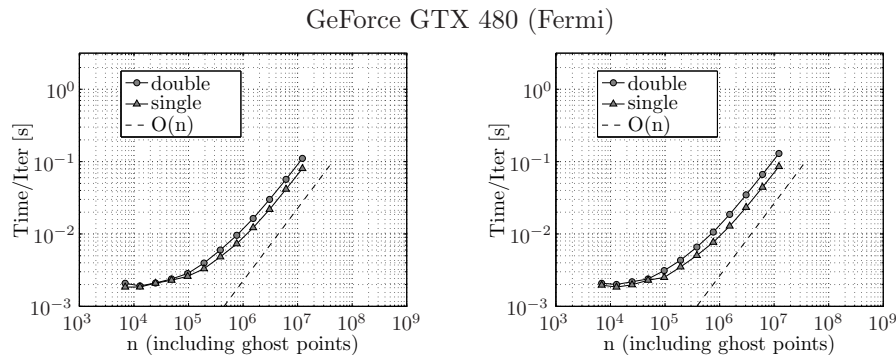 GeForce GTX 480 (Fermi)
Time/Iter [s]
10^0
10^-1
10^-2
10^-3
double
single
O(n)
10^3 10^4 10^5 10^6 10^7 10^8 10^9
n (including ghost points)
Time/Iter [s]
10^0
10^-1
10^-2
10^-3
double
single
O(n)
10^3 10^4 10^5 10^6 10^7 10^8 10^9
n (including ghost points)